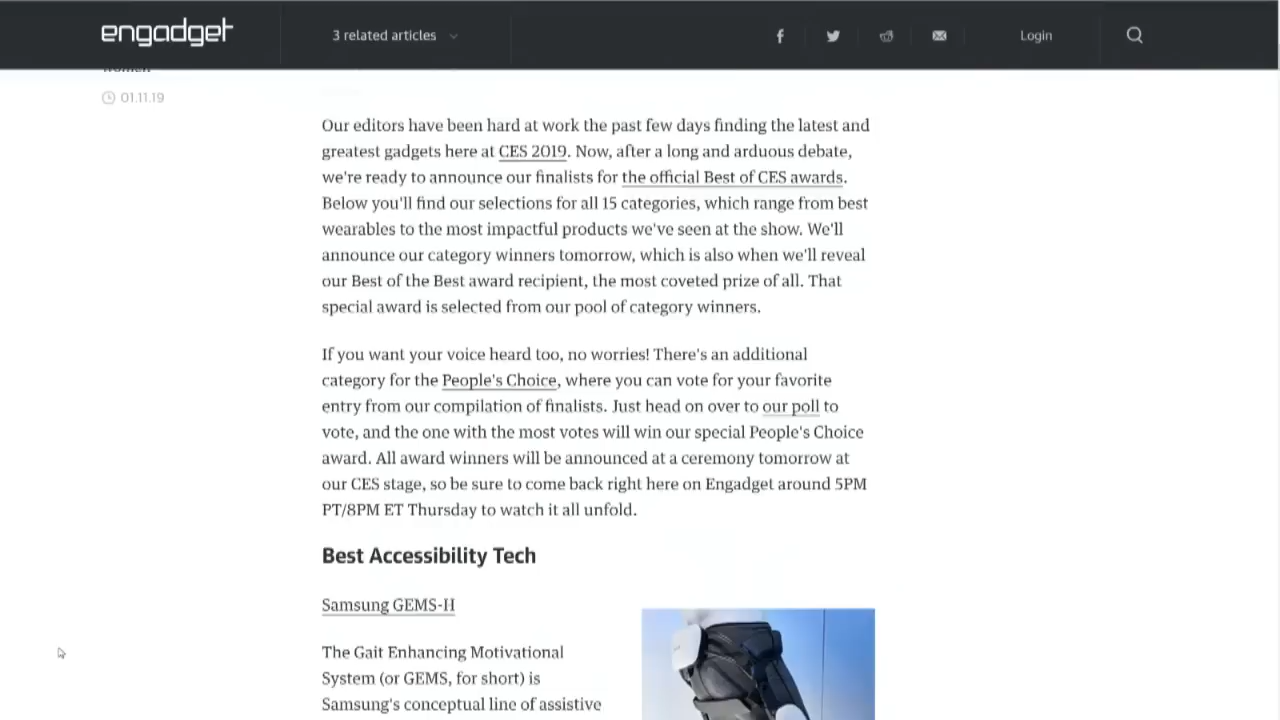 engadget
3 related articles
Login
women
01.11.19
Our editors have been hard at work the past few days finding the latest and
greatest gadgets here at CES 2019. Now, after a long and arduous debate,
we're ready to announce our finalists for the official Best of CES awards.
Below you'll find our selections for all 15 categories, which range from best
wearables to the most impactful products we've seen at the show. We'll
announce our category winners tomorrow, which is also when we'll reveal
our Best of the Best award recipient, the most coveted prize of all. That
special award is selected from our pool of category winners.
If you want your voice heard too, no worries! There's an additional
category for the People's Choice, where you can vote for your favorite
entry from our compilation of finalists. Just head on over to our poll to
vote, and the one with the most votes will win our special People's Choice
award. All award winners will be announced at a ceremony tomorrow at
our CES stage, so be sure to come back right here on Engadget around 5PM
PT/8PM ET Thursday to watch it all unfold.
Best Accessibility Tech
Samsung GEMS-H
The Gait Enhancing Motivational
System (or GEMS, for short) is
Samsung's conceptual line of assistive